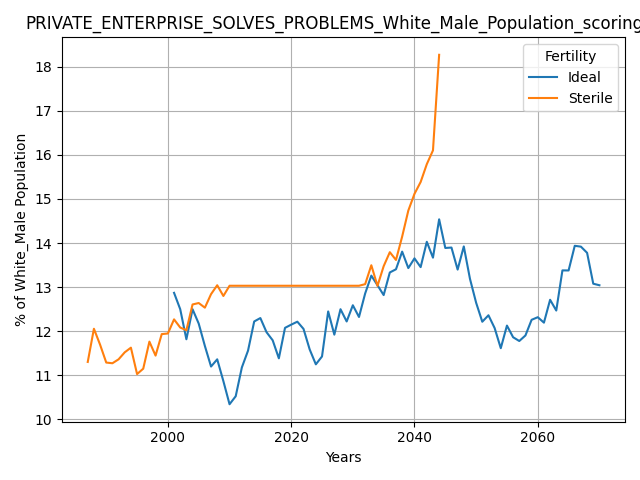 PRIVATE_ENTERPRISE_SOLVES_PROBLEMS_White_Male_Population_scoring
% of White_Male Population
18
17
16
15
14
13
12
11
10
Fertility
Ideal
Sterile
2000 2020 2040 2060
Years